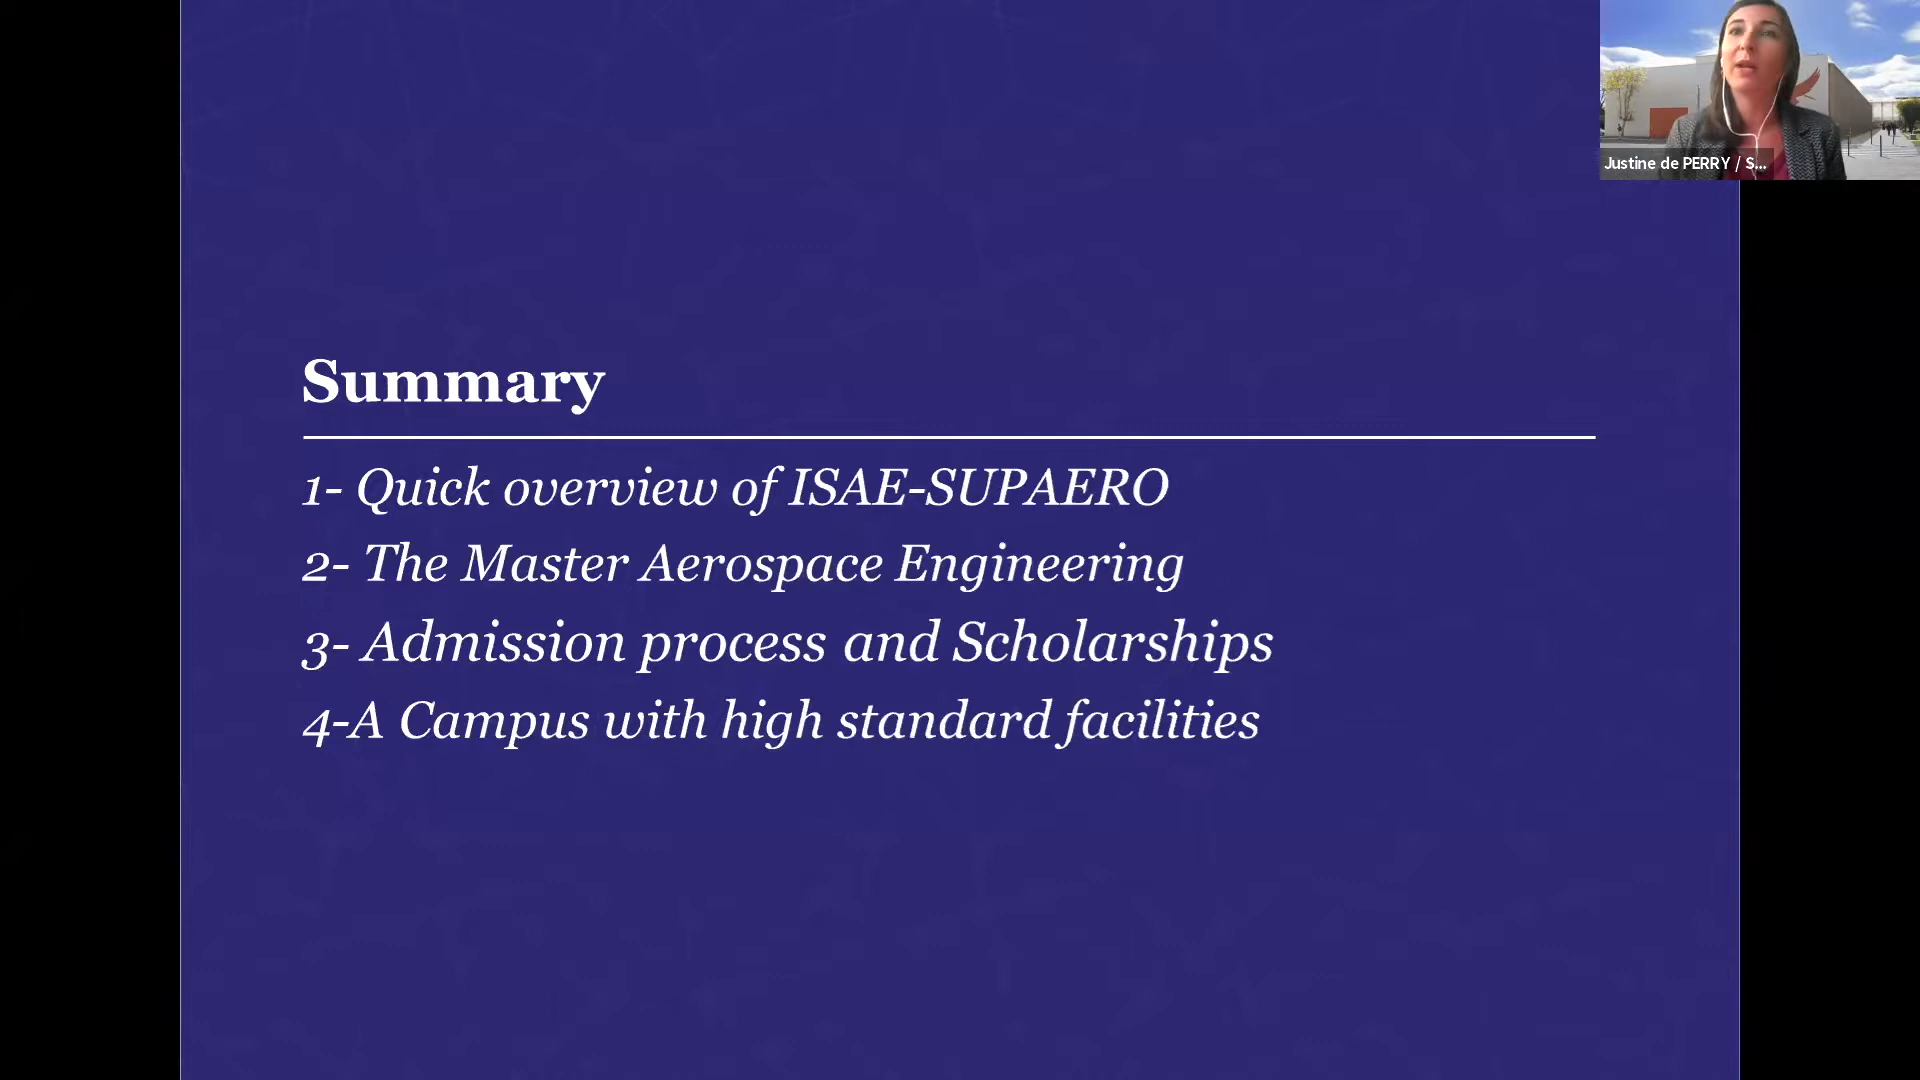 Justine de PERRY / S...
Summary
1- Quick overview of ISAE-SUPAERO
2- The Master Aerospace Engineering
3- Admission process and Scholarships
4-A Campus with high standard facilities